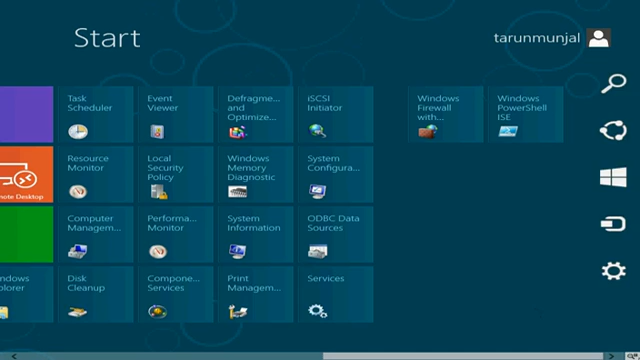 Start
tarunmunjal
Task
Scheduler
Event
Viewer
Defragme...
and
Optimize...
iSCSI
Initiator
Windows
Firewall
with...
Windows
PowerShell
ISE
mote Desktop
Resource
Monitor
Local
Security
Policy
Windows
Memory
Diagnostic
System
Configura...
Computer
Managem...
Performa...
Monitor
System
Information
ODBC Data
Sources
indows
plorer
Disk
Cleanup
Compone...
Services
Print
Managem...
Services